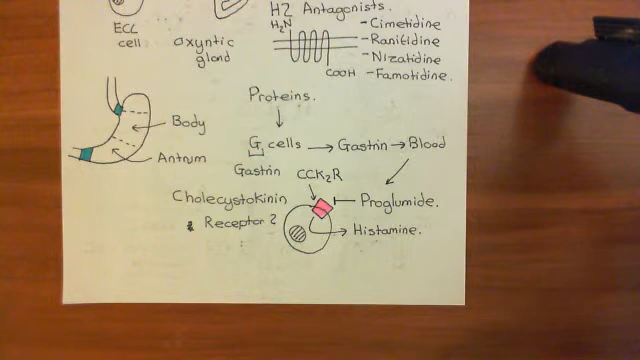 H2 Antagonists.
H₂N
-Cimetidine
-Ranitidine
-Nizatidine
-Famotidine.
COOH
ECL
cell
oxyntic
gland
Proteins.
Body
Antrum
G cells → Gastrin → Blood
Gastrin
CCK₂R
Cholecystokinin
Receptor 2
Proglumide.
Histamine.